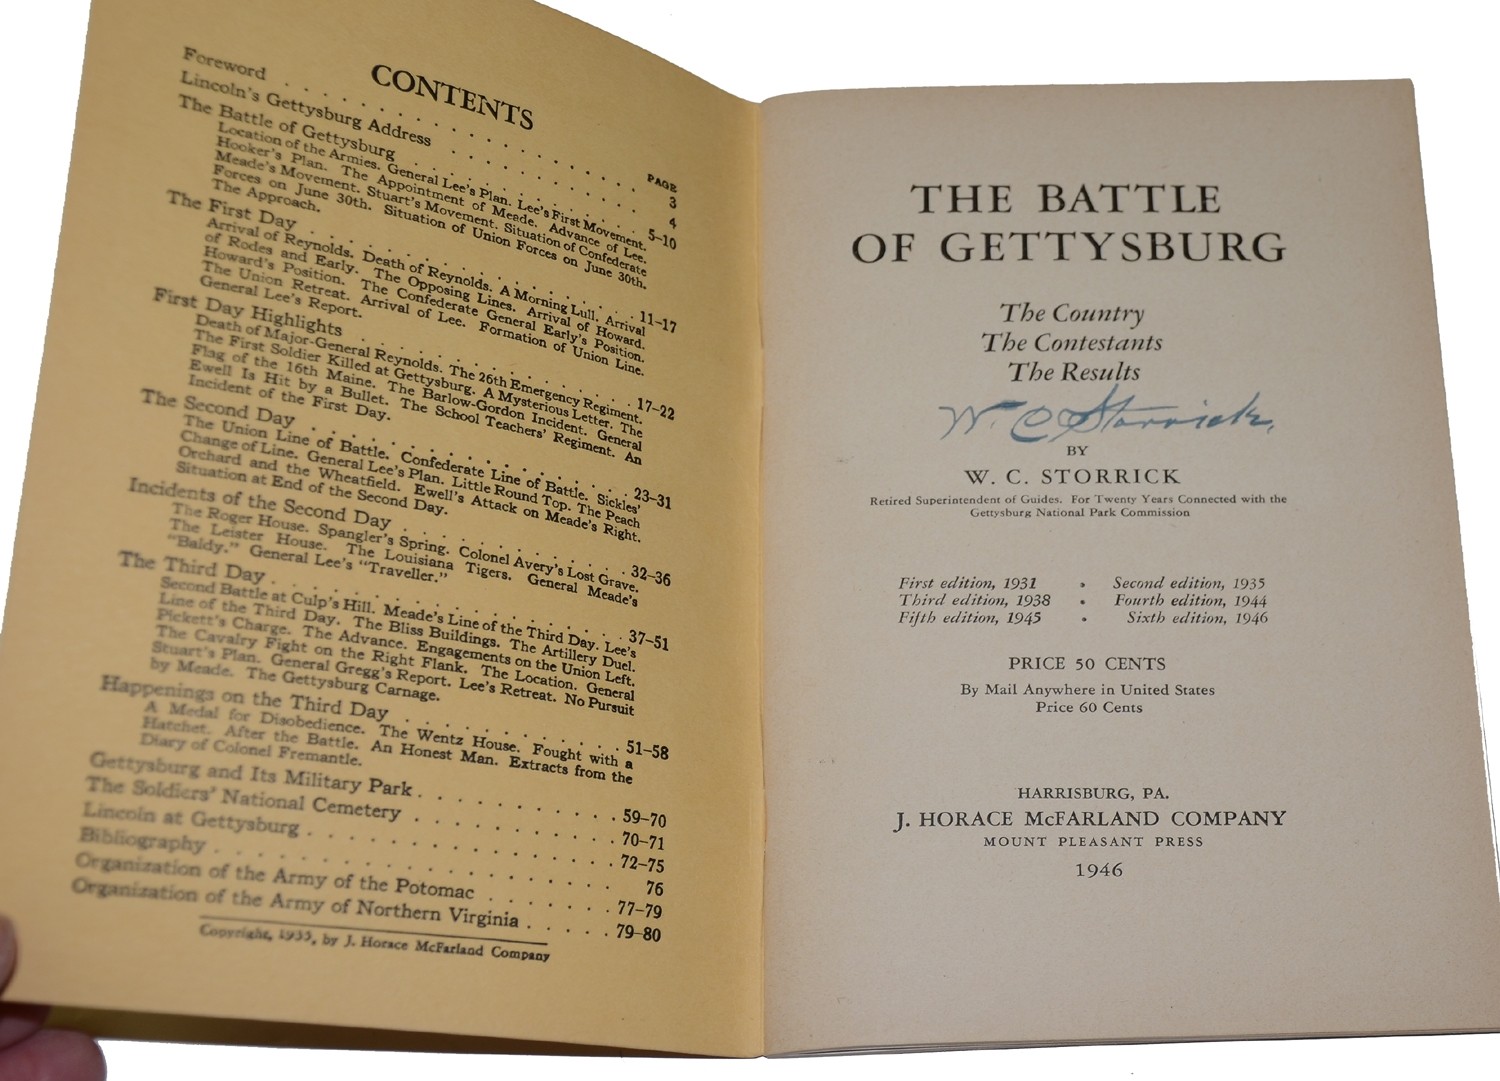 CONTENTS
PAGE
Foreword . . . . . . . . . . . . . . . 3
Lincoln's Gettysburg Address . . . . . . . . . 4
The Battle of Gettysburg . . . . . . . . . . 5–10
Location of the Armies. General Lee's Plan. Lee's First Movement.
Hooker's Plan. The Appointment of Meade. Advance of Lee.
Meade's Movement. Stuart's Movement. Situation of Confederate
Forces on June 30th. Situation of Union Forces on June 30th.
The Approach.
The First Day . . . . . . . . . . . . . 11–17
Arrival of Reynolds. Death of Reynolds. A Morning Lull. Arrival
of Rodes and Early. The Opposing Lines. Arrival of Howard.
Howard's Position. The Confederate General Early's Position.
The Union Retreat. Arrival of Lee. Formation of Union Line.
General Lee's Report.
First Day Highlights . . . . . . . . . . . 17–22
Death of Major-General Reynolds. The 26th Emergency Regiment.
The First Soldier Killed at Gettysburg. A Mysterious Letter. The
Flag of the 16th Maine. The Barlow-Gordon Incident. General
Ewell Is Hit by a Bullet. The School Teachers' Regiment. An
Incident of the First Day.
The Second Day . . . . . . . . . . . . 23–31
The Union Line of Battle. Confederate Line of Battle. Sickles'
Change of Line. General Lee's Plan. Little Round Top. The Peach
Orchard and the Wheatfield. Ewell's Attack on Meade's Right.
Situation at End of the Second Day.
Incidents of the Second Day . . . . . . . . . 32–36
The Roger House. Spangler's Spring. Colonel Avery's Lost Grave.
The Leister House. The Louisiana Tigers. General Meade's
"Baldy." General Lee's "Traveller."
The Third Day . . . . . . . . . . . . . 37–51
Second Battle at Culp's Hill. Meade's Line of the Third Day. Lee's
Line of the Third Day. The Bliss Buildings. The Artillery Duel.
Pickett's Charge. The Advance. Engagements on the Union Left.
The Cavalry Fight on the Right Flank. The Location. General
Stuart's Plan. General Gregg's Report. Lee's Retreat. No Pursuit
by Meade. The Gettysburg Carnage.
Happenings on the Third Day . . . . . . . . . 51–58
A Medal for Disobedience. The Wentz House. Fought with a
Hatchet. After the Battle. An Honest Man. Extracts from the
Diary of Colonel Fremantle.
Gettysburg and Its Military Park . . . . . . . . 59–70
The Soldiers' National Cemetery . . . . . . . . 70–71
Lincoln at Gettysburg . . . . . . . . . . . 72–75
Bibliography . . . . . . . . . . . . . . 76
Organization of the Army of the Potomac . . . . . . 77–79
Organization of the Army of Northern Virginia . . . . . 79–80
Copyright, 1935, by J. Horace McFarland Company
THE BATTLE
OF GETTYSBURG
The Country
The Contestants
The Results
W. C. Storrick.
BY
W. C. STORRICK
Retired Superintendent of Guides. For Twenty Years Connected with the
Gettysburg National Park Commission
First edition, 1931 • Second edition, 1935
Third edition, 1938 • Fourth edition, 1944
Fifth edition, 1945 • Sixth edition, 1946
PRICE 50 CENTS
By Mail Anywhere in United States
Price 60 Cents
HARRISBURG, PA.
J. HORACE McFARLAND COMPANY
MOUNT PLEASANT PRESS
1946